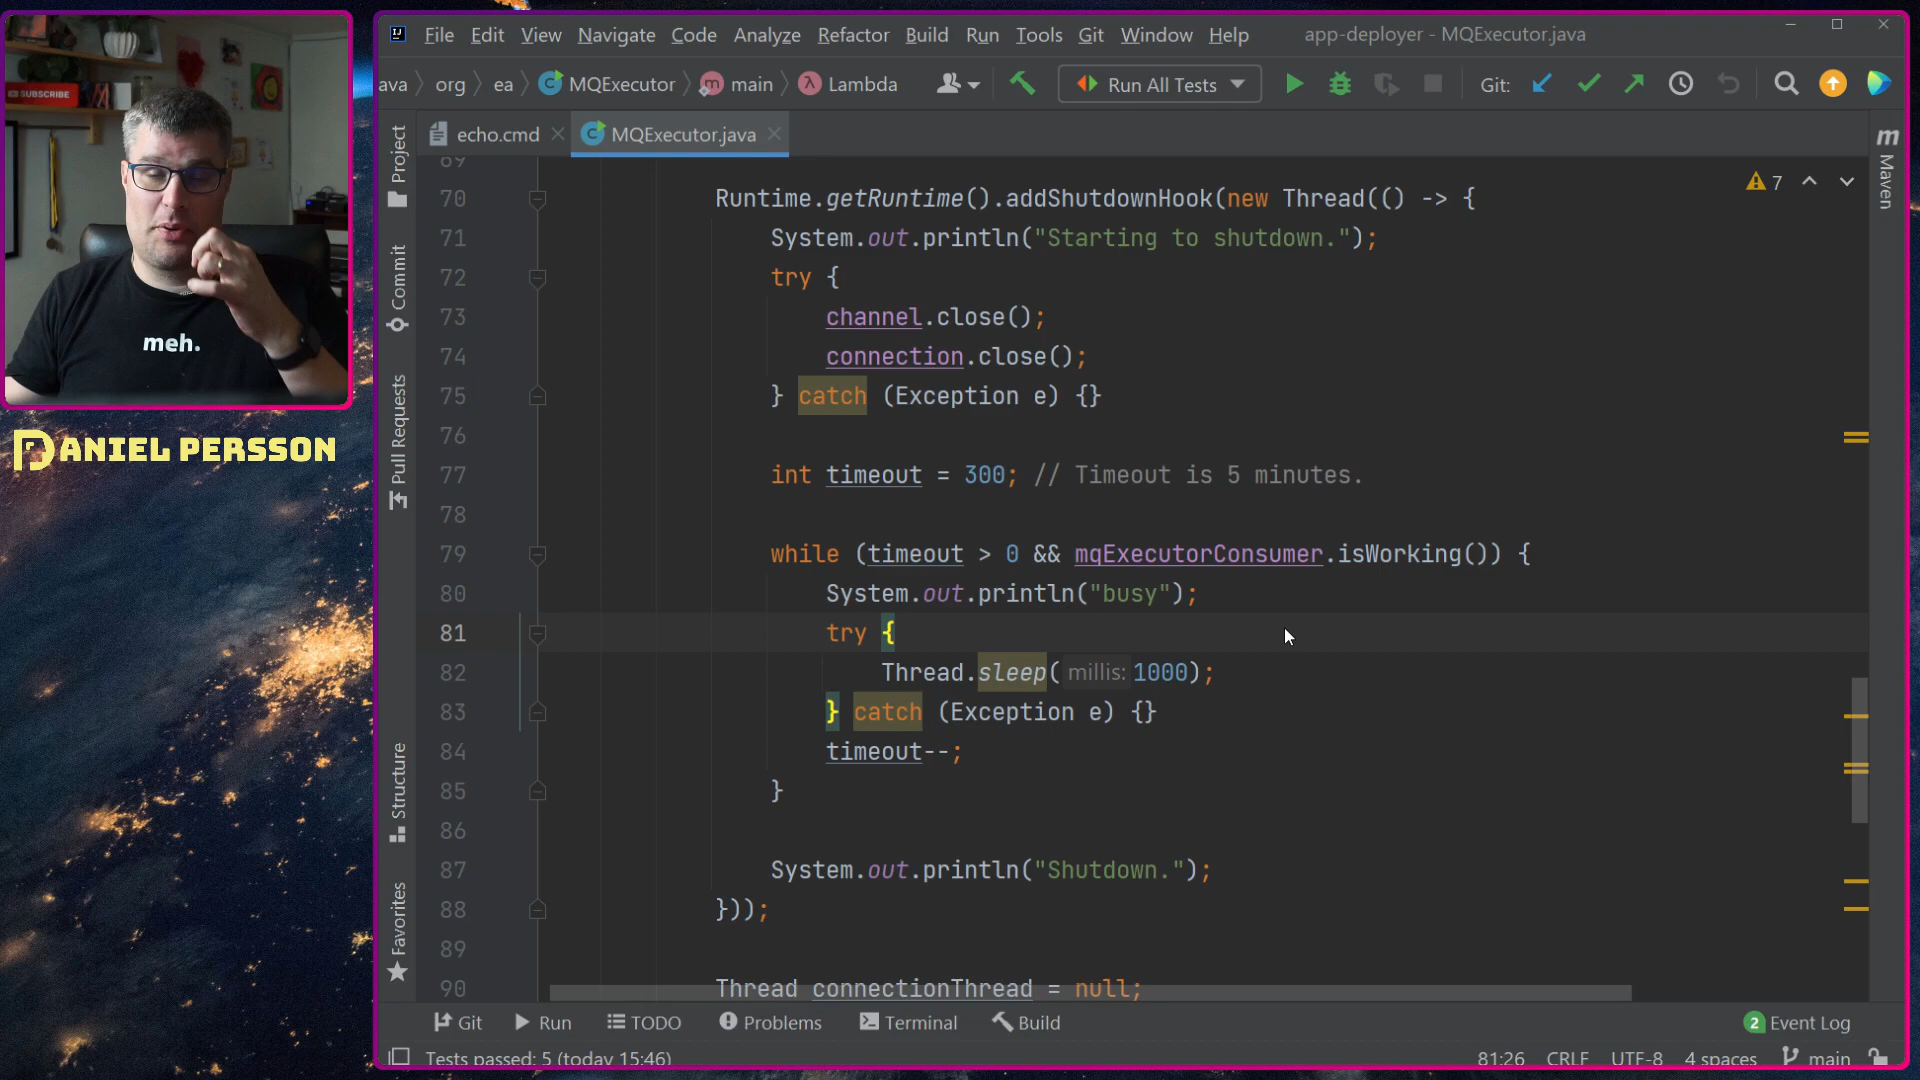 SUBSCRIBE
meh.
DANIEL PERSSON
File Edit View Navigate Code Analyze Refactor Build Run Tools Git Window Help app-deployer - MQExecutor.java
ava org ea MQExecutor main Lambda Run All Tests Git:
echo.cmd MQExecutor.java
Project
Commit
Pull Requests
Structure
Favorites
Maven
7
69
70 Runtime.getRuntime().addShutdownHook(new Thread(() -> {
71 System.out.println("Starting to shutdown.");
72 try {
73 channel.close();
74 connection.close();
75 } catch (Exception e) {}
76
77 int timeout = 300; // Timeout is 5 minutes.
78
79 while (timeout > 0 && mqExecutorConsumer.isWorking()) {
80 System.out.println("busy");
81 try {
82 Thread.sleep( millis: 1000);
83 } catch (Exception e) {}
84 timeout--;
85 }
86
87 System.out.println("Shutdown.");
88 }));
89
90 Thread connectionThread = null;
Git Run TODO Problems Terminal Build 2 Event Log
Tests passed: 5 (today 15:46) 81:26 CRLF UTF-8 4 spaces main